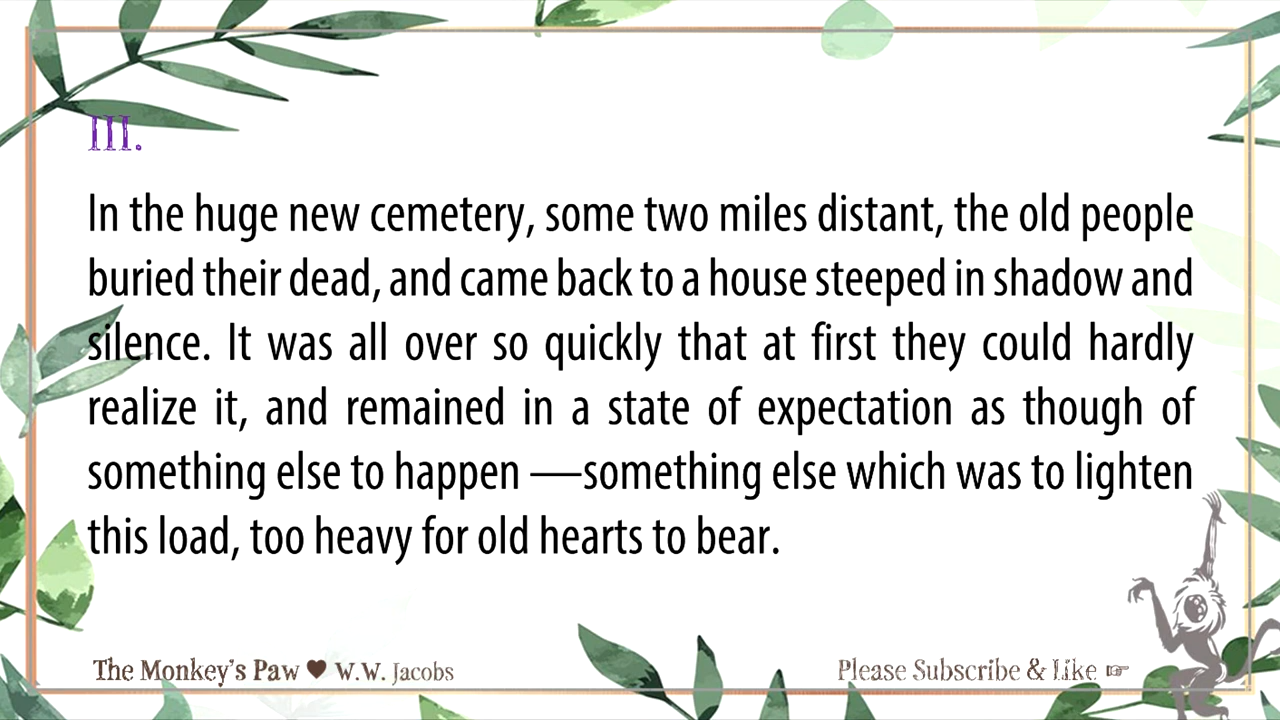 III.
In the huge new cemetery, some two miles distant, the old people
buried their dead, and came back to a house steeped in shadow and
silence. It was all over so quickly that at first they could hardly
realize it, and remained in a state of expectation as though of
something else to happen —something else which was to lighten
this load, too heavy for old hearts to bear.
The Monkey's Paw ♥ W.W. Jacobs
Please Subscribe & Like ☞